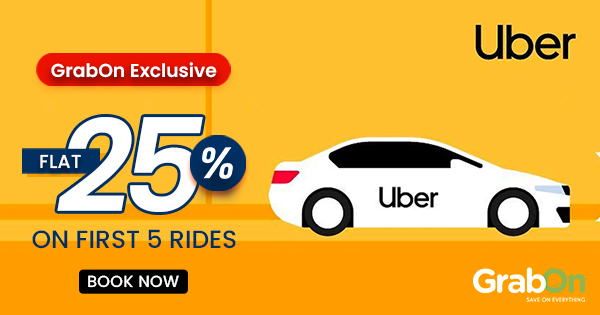 Uber
GrabOn Exclusive
FLAT 25%
ON FIRST 5 RIDES
BOOK NOW
Uber
GrabOn
SAVE ON EVERYTHING